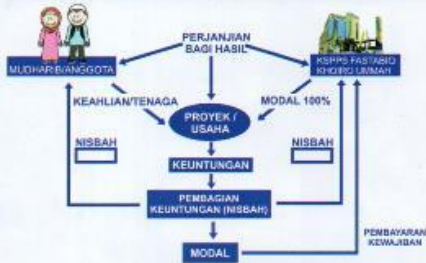 PERJANJIAN
BAGI HASIL
MUDHARIB/ANGGOTA
KSPPS FASTABIQ
KHOIRO UMMAH
KEAHLIAN/TENAGA
MODAL 100%
PROYEK /
USAHA
NISBAH
NISBAH
KEUNTUNGAN
PEMBAGIAN
KEUNTUNGAN (NISBAH)
PEMBAYARAN
KEWAJIBAN
MODAL